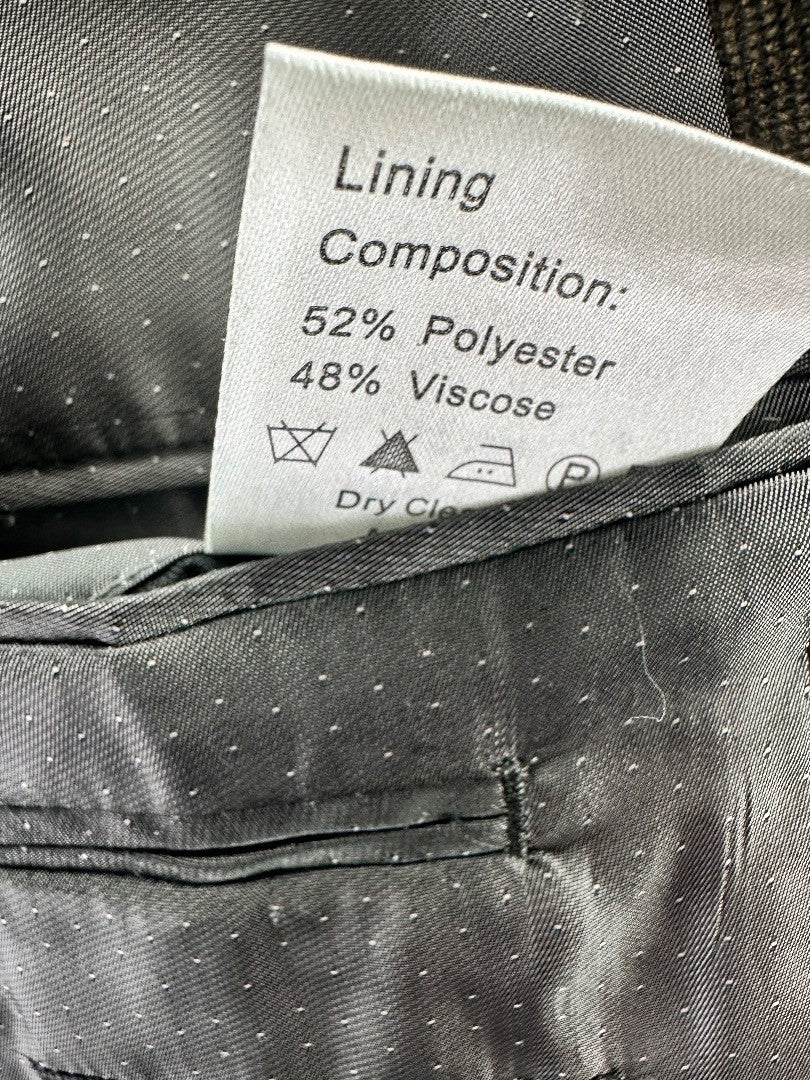 Lining
Composition:
52% Polyester
48% Viscose
P
Dry